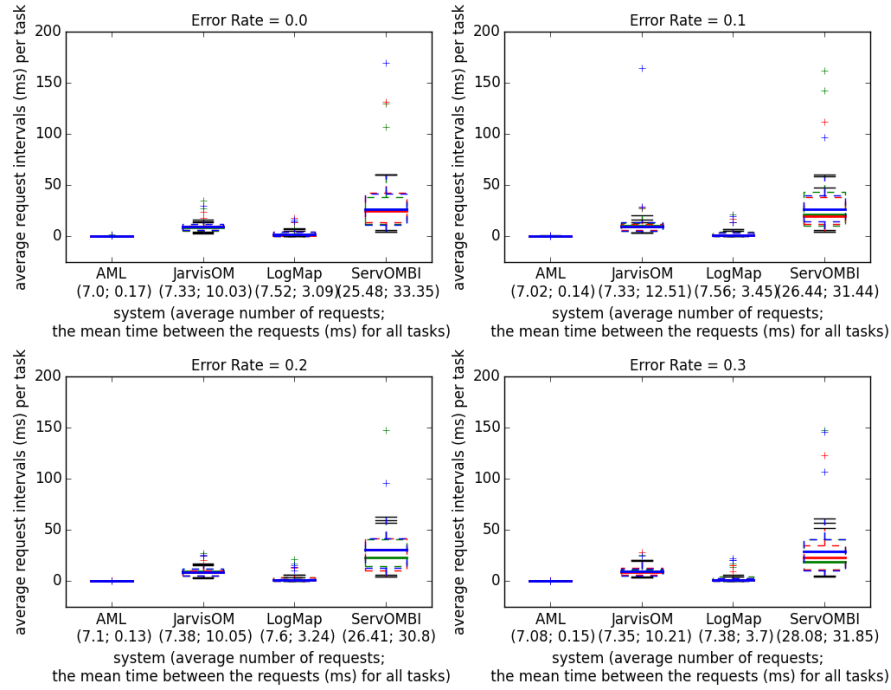 Error Rate = 0.0
average request intervals (ms) per task
200
150
100
50
0
AML JarvisOM LogMap ServOMBI
(7.0; 0.17) (7.33; 10.03) (7.52; 3.09) (25.48; 33.35)
system (average number of requests;
the mean time between the requests (ms) for all tasks)
Error Rate = 0.1
average request intervals (ms) per task
200
150
100
50
0
AML JarvisOM LogMap ServOMBI
(7.02; 0.14) (7.33; 12.51) (7.56; 3.45) (26.44; 31.44)
system (average number of requests;
the mean time between the requests (ms) for all tasks)
Error Rate = 0.2
average request intervals (ms) per task
200
150
100
50
0
AML JarvisOM LogMap ServOMBI
(7.1; 0.13) (7.38; 10.05) (7.6; 3.24) (26.41; 30.8)
system (average number of requests;
the mean time between the requests (ms) for all tasks)
Error Rate = 0.3
average request intervals (ms) per task
200
150
100
50
0
AML JarvisOM LogMap ServOMBI
(7.08; 0.15) (7.35; 10.21) (7.38; 3.7) (28.08; 31.85)
system (average number of requests;
the mean time between the requests (ms) for all tasks)